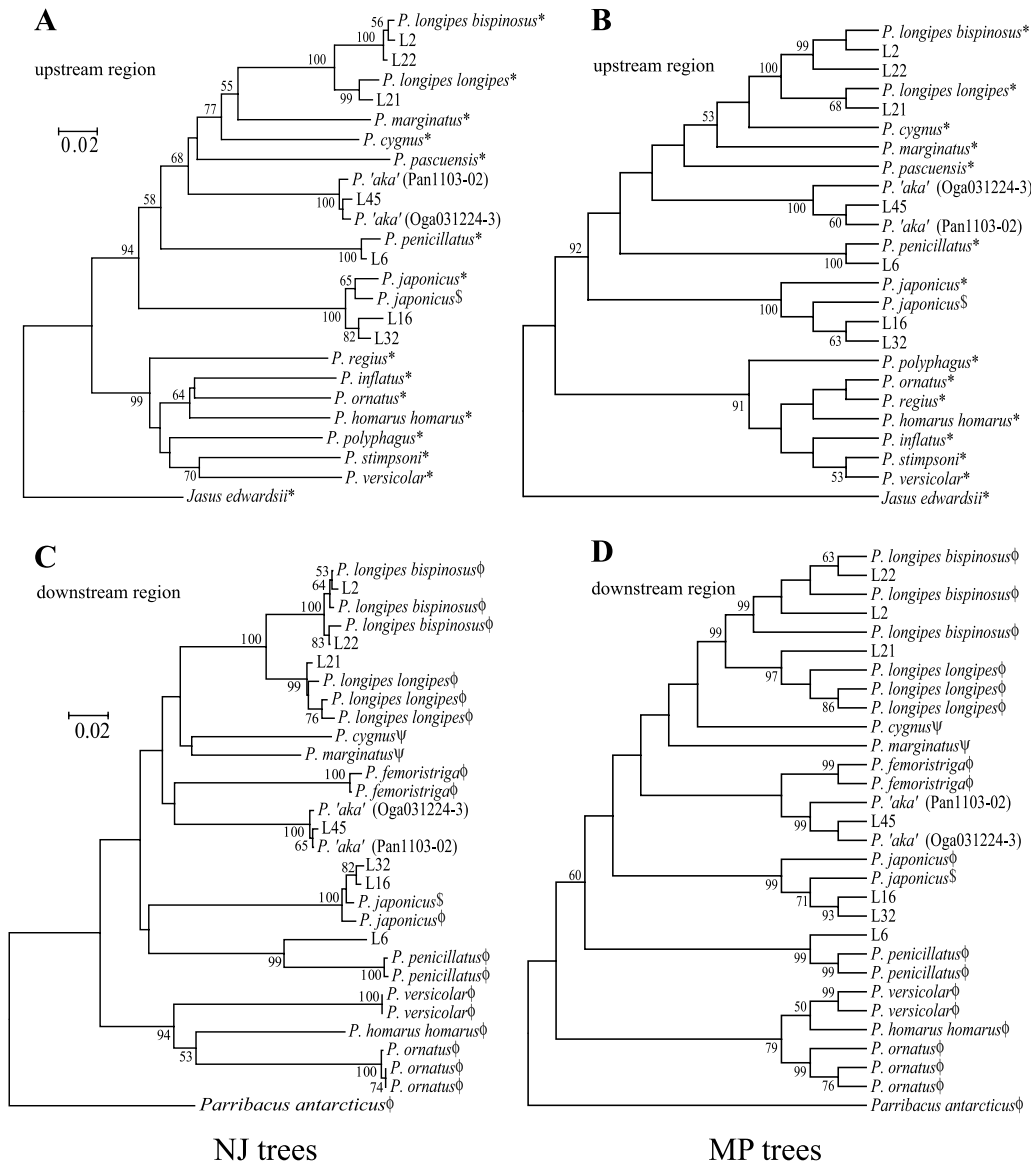 A
upstream region
0.02
56
P. longipes bispinosus*
100
L2
L22
100
P. longipes longipes*
99
L21
55
P. marginatus*
77
P. cygnus*
68
P. pascuensis*
P. 'aka' (Pan1103-02)
58
100
L45
P. 'aka' (Oga031224-3)
94
P. penicillatus*
100
L6
65
P. japonicus*
P. japonicus$
100
L16
82
L32
P. regius*
99
P. inflatus*
64
P. ornatus*
P. homarus homarus*
P. polyphagus*
P. stimpsoni*
70
P. versicolar*
Jasus edwardsii*
B
upstream region
P. longipes bispinosus*
99
L2
L22
100
P. longipes longipes*
68
L21
53
P. cygnus*
P. marginatus*
P. pascuensis*
P. 'aka' (Oga031224-3)
100
L45
60
P. 'aka' (Pan1103-02)
92
P. penicillatus*
100
L6
P. japonicus*
100
P. japonicus$
L16
63
L32
P. polyphagus*
91
P. ornatus*
P. regius*
P. homarus homarus*
P. inflatus*
P. stimpsoni*
53
P. versicolar*
Jasus edwardsii*
C
downstream region
0.02
53
P. longipes bispinosusϕ
64
L2
100
P. longipes bispinosusϕ
P. longipes bispinosusϕ
83
L22
100
L21
99
P. longipes longipesϕ
P. longipes longipesϕ
76
P. longipes longipesϕ
P. cygnusψ
P. marginatusψ
100
P. femoristrigaϕ
P. femoristrigaϕ
P. 'aka' (Oga031224-3)
100
L45
65
P. 'aka' (Pan1103-02)
82
L32
L16
100
P. japonicus$
P. japonicusϕ
L6
99
P. penicillatusϕ
100
P. penicillatusϕ
100
P. versicolarϕ
P. versicolarϕ
94
P. homarus homarusϕ
53
P. ornatusϕ
100
P. ornatusϕ
74
P. ornatusϕ
Parribacus antarcticusϕ
D
downstream region
63
P. longipes bispinosusϕ
L22
P. longipes bispinosusϕ
99
L2
P. longipes bispinosusϕ
99
L21
97
P. longipes longipesϕ
P. longipes longipesϕ
86
P. longipes longipesϕ
P. cygnusψ
P. marginatusψ
99
P. femoristrigaϕ
P. femoristrigaϕ
P. 'aka' (Pan1103-02)
99
L45
P. 'aka' (Oga031224-3)
60
P. japonicusϕ
99
P. japonicus$
71
L16
93
L32
L6
99
P. penicillatusϕ
99
P. penicillatusϕ
99
P. versicolarϕ
50
P. versicolarϕ
P. homarus homarusϕ
79
P. ornatusϕ
99
P. ornatusϕ
76
P. ornatusϕ
Parribacus antarcticusϕ
NJ trees
MP trees